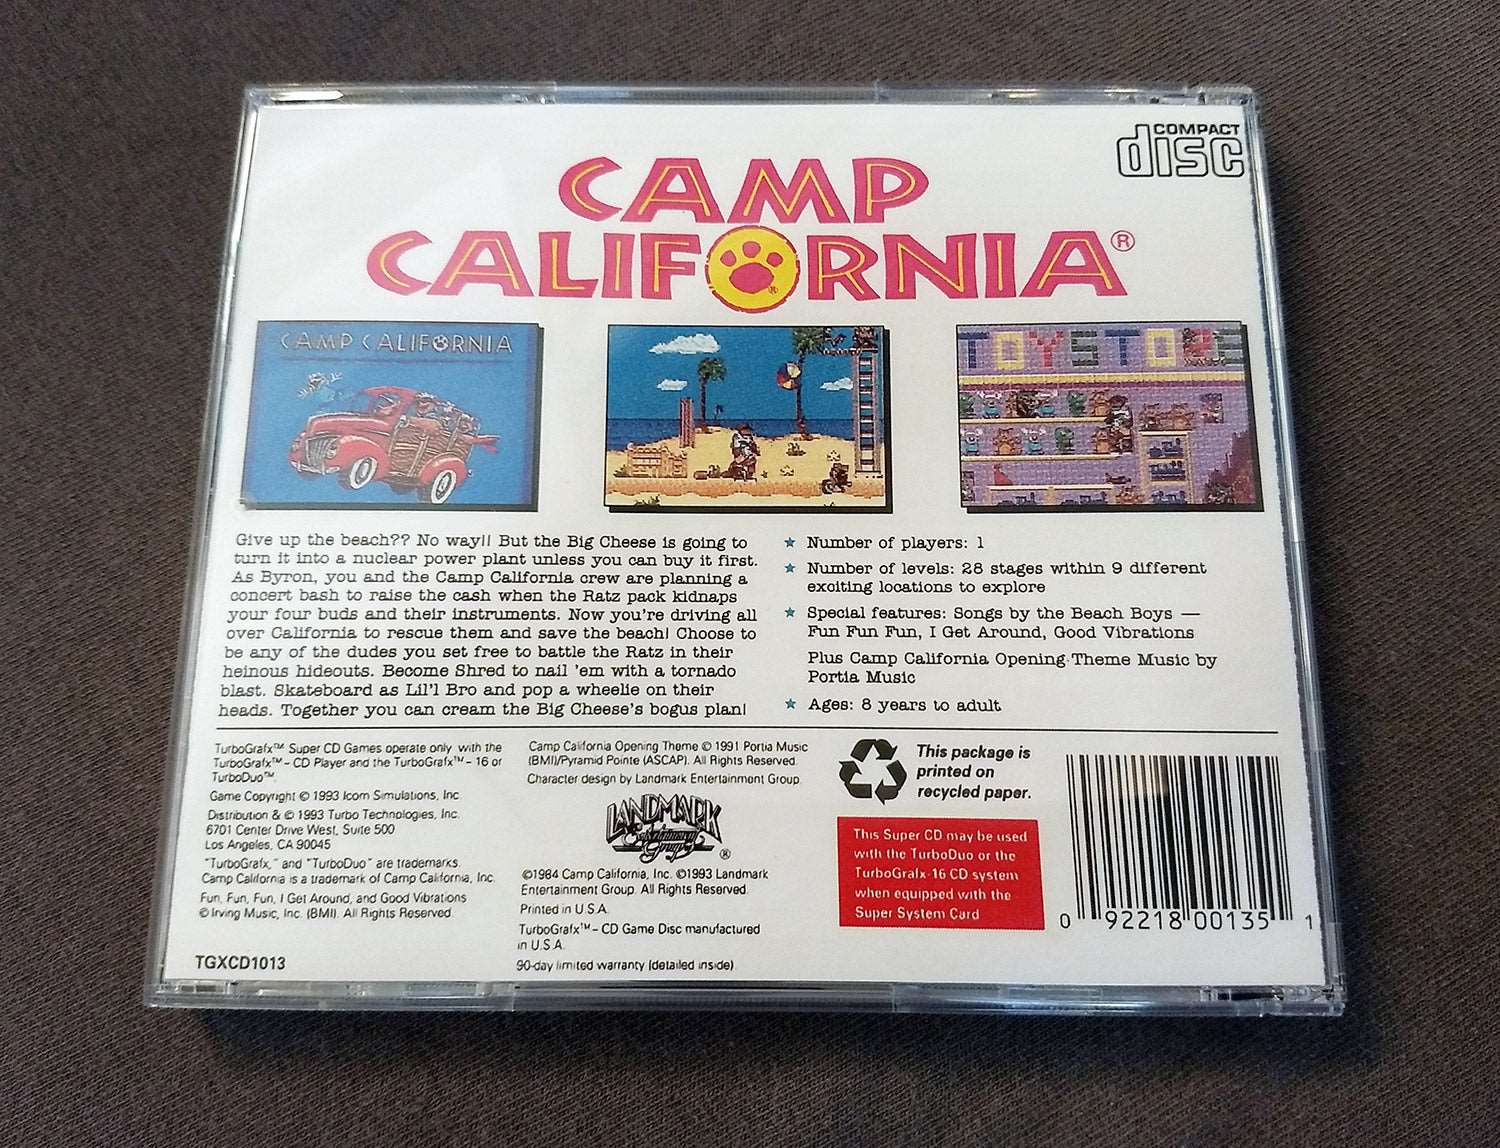 COMPACT
disc
CAMP
CALIFORNIA®
CAMP CALIFORNIA
TOYSTORE
Give up the beach?? No way!! But the Big Cheese is going to
turn it into a nuclear power plant unless you can buy it first.
As Byron, you and the Camp California crew are planning a
concert bash to raise the cash when the Ratz pack kidnaps
your four buds and their instruments. Now you're driving all
over California to rescue them and save the beach! Choose to
be any of the dudes you set free to battle the Ratz in their
heinous hideouts. Become Shred to nail 'em with a tornado
blast. Skateboard as Lil'l Bro and pop a wheelie on their
heads. Together you can cream the Big Cheese's bogus plan!
★ Number of players: 1
★ Number of levels: 28 stages within 9 different
exciting locations to explore
★ Special features: Songs by the Beach Boys —
Fun Fun Fun, I Get Around, Good Vibrations
Plus Camp California Opening Theme Music by
Portia Music
★ Ages: 8 years to adult
TurboGrafx™ Super CD Games operate only with the
TurboGrafx™ – CD Player and the TurboGrafx™ – 16 or
TurboDuo™.
Game Copyright © 1993 Icom Simulations, Inc
Distribution & © 1993 Turbo Technologies, Inc.
6701 Center Drive West, Suite 500
Los Angeles, CA 90045
"TurboGrafx," and "TurboDuo" are trademarks.
Camp California is a trademark of Camp California, Inc.
Fun, Fun, Fun, I Get Around, and Good Vibrations
© Irving Music, Inc. (BMI). All Rights Reserved
TGXCD1013
Camp California Opening Theme © 1991 Portia Music
(BMI)/Pyramid Pointe (ASCAP). All Rights Reserved.
Character design by Landmark Entertainment Group.
LANDMARK
Entertainment
Group ®
©1984 Camp California, Inc. ©1993 Landmark
Entertainment Group. All Rights Reserved.
Printed in U.S.A.
TurboGrafx™ – CD Game Disc manufactured
in U.S.A.
90-day limited warranty (detailed inside).
This package is
printed on
recycled paper.
This Super CD may be used
with the TurboDuo or the
TurboGrafx-16 CD system
when equipped with the
Super System Card
0 92218 00135 1